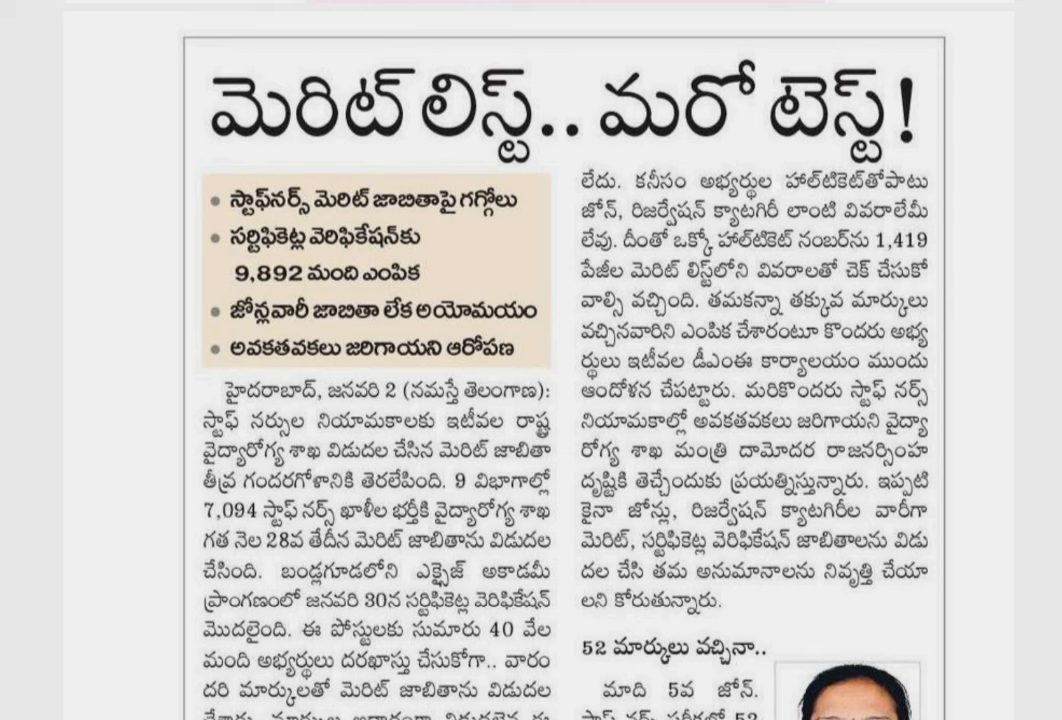 మెరిట్ లిస్ట్.. మరో టెస్ట్!
• స్టాఫ్‌నర్స్ మెరిట్ జాబితాపై గగ్గోలు
• సర్టిఫికెట్ల వెరిఫికేషన్‌కు
9,892 మంది ఎంపిక
• జోన్లవారీ జాబితా లేక అయోమయం
• అవకతవకలు జరిగాయని ఆరోపణ
హైదరాబాద్, జనవరి 2 (నమస్తే తెలంగాణ):
స్టాఫ్ నర్సుల నియామకాలకు ఇటీవల రాష్ట్ర
వైద్యారోగ్య శాఖ విడుదల చేసిన మెరిట్ జాబితా
తీవ్ర గందరగోళానికి తెరలేపింది. 9 విభాగాల్లో
7,094 స్టాఫ్ నర్స్ ఖాళీల భర్తీకి వైద్యారోగ్య శాఖ
గత నెల 28వ తేదీన మెరిట్ జాబితాను విడుదల
చేసింది. బండ్లగూడలోని ఎక్సైజ్ అకాడమీ
ప్రాంగణంలో జనవరి 30న సర్టిఫికెట్ల వెరిఫికేషన్
మొదలైంది. ఈ పోస్టులకు సుమారు 40 వేల
మంది అభ్యర్థులు దరఖాస్తు చేసుకోగా.. వారం
దరి మార్కులతో మెరిట్ జాబితాను విడుదల
లేదు. కనీసం అభ్యర్థుల హాల్‌టికెట్‌తోపాటు
జోన్, రిజర్వేషన్ క్యాటగిరీ లాంటి వివరాలేమీ
లేవు. దీంతో ఒక్కో హాల్‌టికెట్ నంబర్‌ను 1,419
పేజీల మెరిట్ లిస్ట్‌లోని వివరాలతో చెక్ చేసుకో
వాల్సి వచ్చింది. తమకన్నా తక్కువ మార్కులు
వచ్చినవారిని ఎంపిక చేశారంటూ కొందరు అభ్య
ర్థులు ఇటీవల డీఎంఈ కార్యాలయం ముందు
ఆందోళన చేపట్టారు. మరికొందరు స్టాఫ్ నర్స్
నియామకాల్లో అవకతవకలు జరిగాయని వైద్యా
రోగ్య శాఖ మంత్రి దామోదర రాజనర్సింహ
దృష్టికి తెచ్చేందుకు ప్రయత్నిస్తున్నారు. ఇప్పటి
కైనా జోన్లు, రిజర్వేషన్ క్యాటగిరీల వారీగా
మెరిట్, సర్టిఫికెట్ల వెరిఫికేషన్ జాబితాలను విడు
దల చేసి తమ అనుమానాలను నివృత్తి చేయా
లని కోరుతున్నారు.
52 మార్కులు వచ్చినా..
మాది 5వ జోన్.